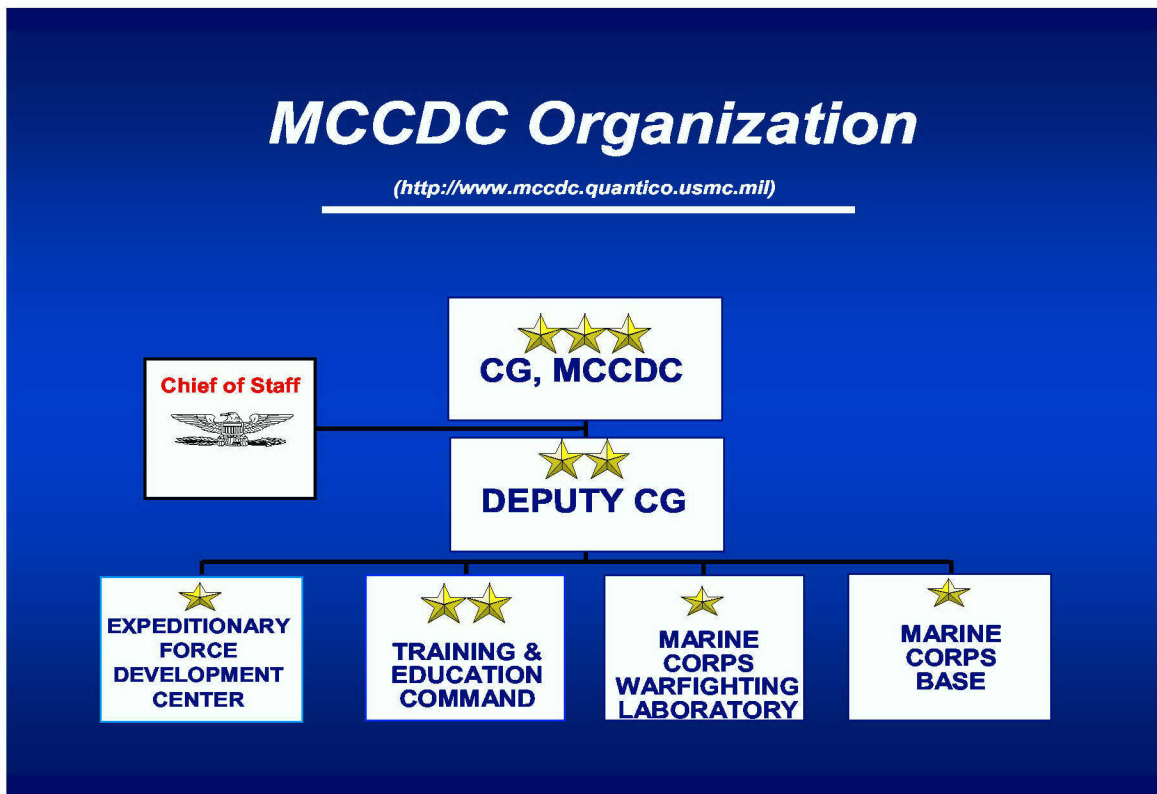 MCCDC Organization
(http://www.mccdc.quantico.usmc.mil)
CG, MCCDC
Chief of Staff
DEPUTY CG
EXPEDITIONARY
FORCE
DEVELOPMENT
CENTER
TRAINING &
EDUCATION
COMMAND
MARINE
CORPS
WARFIGHTING
LABORATORY
MARINE
CORPS
BASE